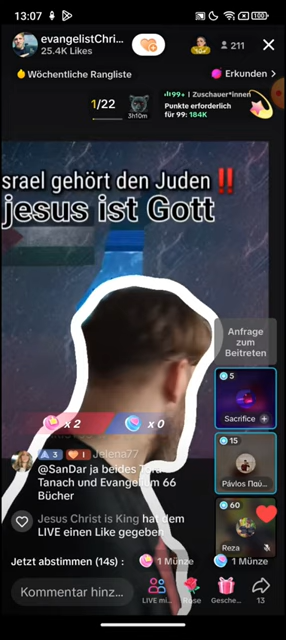 13:07
100
evangelistChri...
25.4K Likes
211
Wöchentliche Rangliste
Erkunden >
1/22
3h10m
99+ | Zuschauer*innen
Punkte erforderlich
für 99: 184K
srael gehört den Juden ‼️
jesus ist Gott
Anfrage
zum
Beitreten
5
Sacrifice +
x 2
x 0
15
Pávlos Παύ...
3 1 Jelena77
@SanDar ja beides
Tanach und Evangelium 66
Bücher
60
Reza
Jesus Christ is King hat dem
LIVE einen Like gegeben
Jetzt abstimmen (14s) :
1 Münze
1 Münze
Kommentar hinz...
LIVE mi...
Rose
Gesche...
13